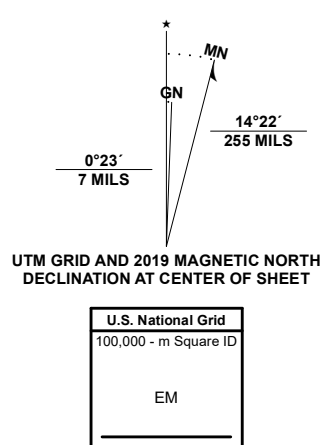 ★
MN
GN
0°23´
7 MILS
14°22´
255 MILS
UTM GRID AND 2019 MAGNETIC NORTH
DECLINATION AT CENTER OF SHEET
U.S. National Grid
100,000 - m Square ID
EM